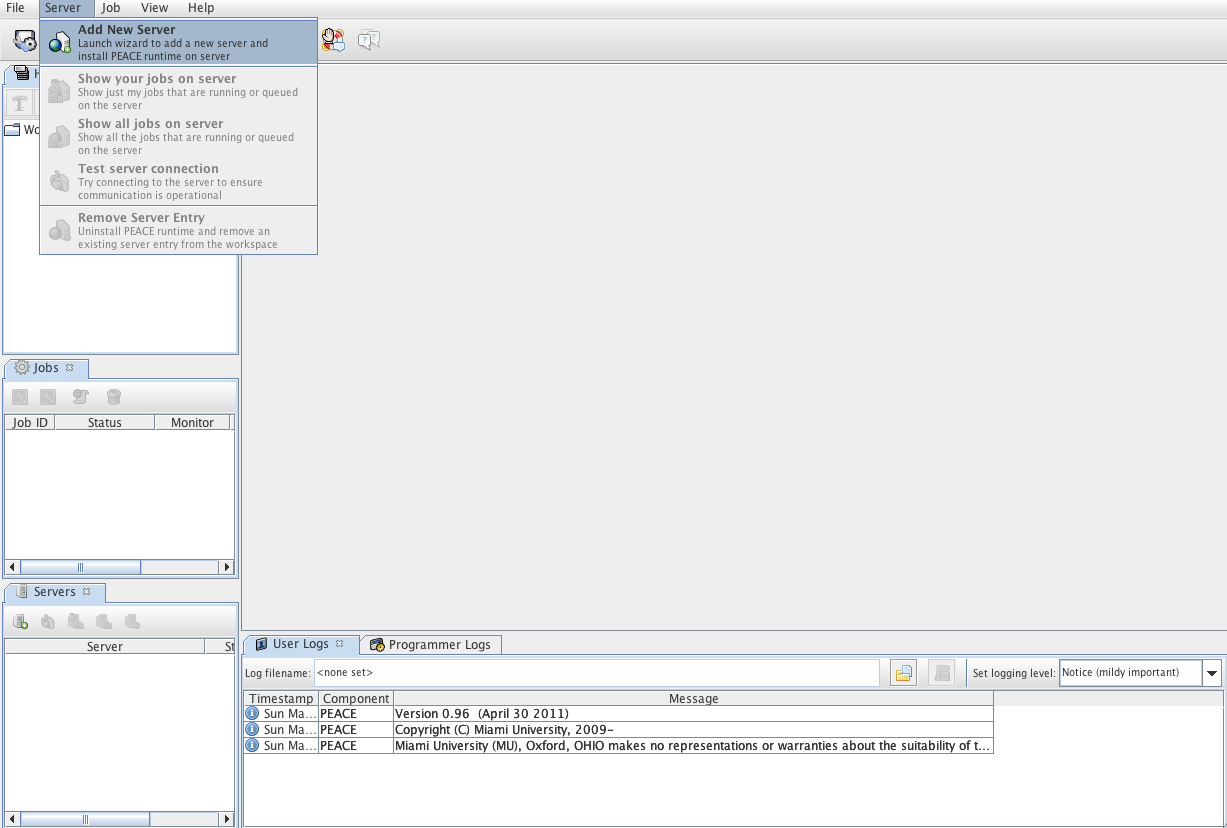 File Server Job View Help
Add New Server
Launch wizard to add a new server and
install PEACE runtime on server
Show your jobs on server
Show just my jobs that are running or queued
on the server
Show all jobs on server
Show all the jobs that are running or queued
on the server
Test server connection
Try connecting to the server to ensure
communication is operational
Remove Server Entry
Uninstall PEACE runtime and remove an
existing server entry from the workspace
H
Wo
Jobs
Job ID Status Monitor
Servers
Server St
User Logs Programmer Logs
Log filename: <none set> Set logging level: Notice (mildy important)
Timestamp Component Message
Sun Ma... PEACE Version 0.96 (April 30 2011)
Sun Ma... PEACE Copyright (C) Miami University, 2009-
Sun Ma... PEACE Miami University (MU), Oxford, OHIO makes no representations or warranties about the suitability of t...